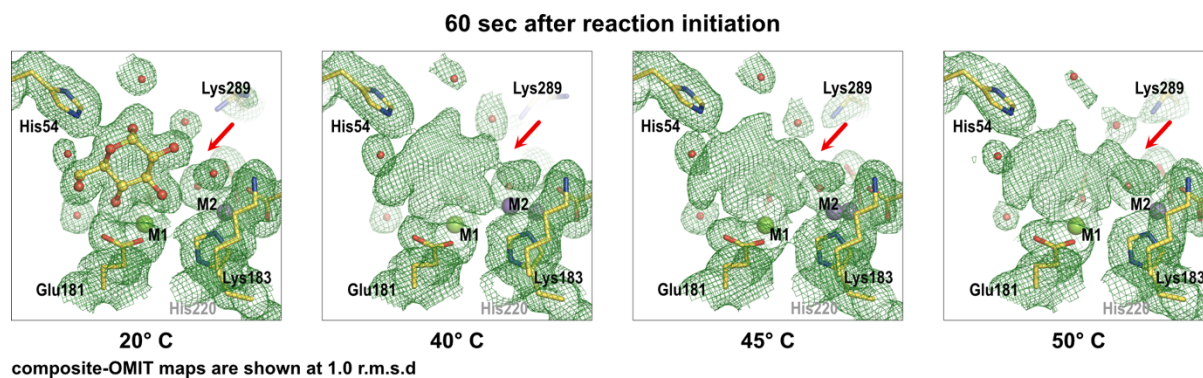 60 sec after reaction initiation
Lys289
His54
M2
M1
Glu181
Lys183
His220
Lys289
His54
M2
M1
Glu181
Lys183
His220
Lys289
His54
M2
M1
Glu181
Lys183
His220
Lys289
His54
M2
M1
Glu181
Lys183
His220
20° C
40° C
45° C
50° C
composite-OMIT maps are shown at 1.0 r.m.s.d